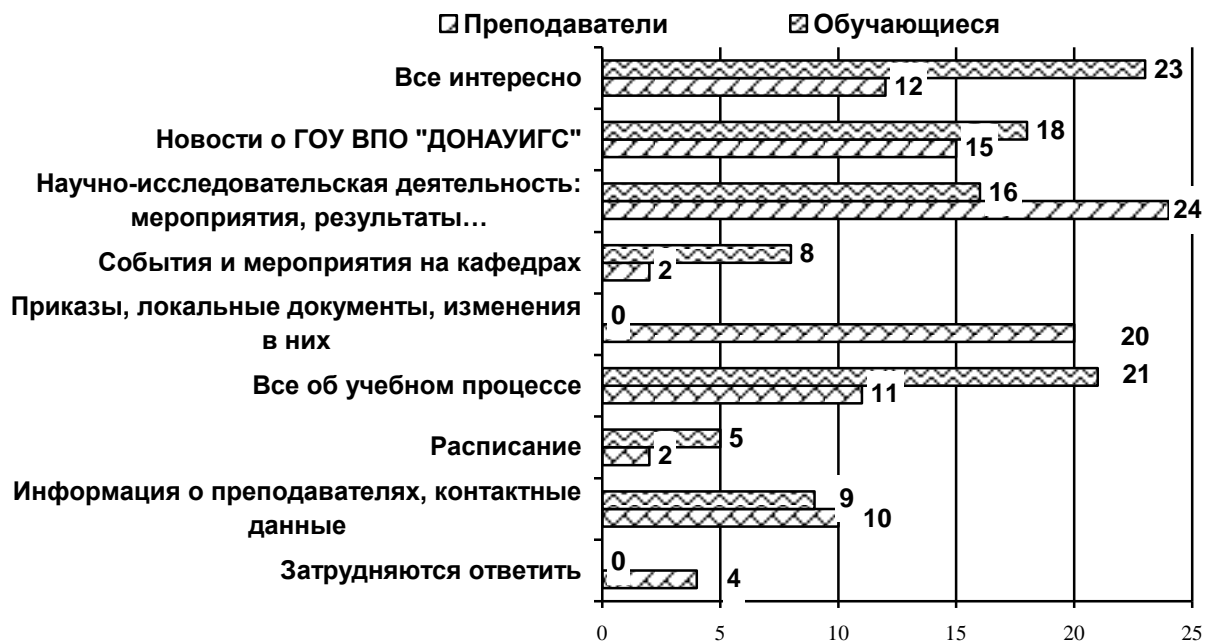 Преподаватели Обучающиеся
Все интересно
23
12
Новости о ГОУ ВПО "ДОНАУИГС"
18
15
Научно-исследовательская деятельность:
мероприятия, результаты…
16
24
События и мероприятия на кафедрах
8
2
Приказы, локальные документы, изменения
в них
0
20
Все об учебном процессе
21
11
Расписание
5
2
Информация о преподавателях, контактные
данные
9
10
Затрудняются ответить
0
4
0 5 10 15 20 25